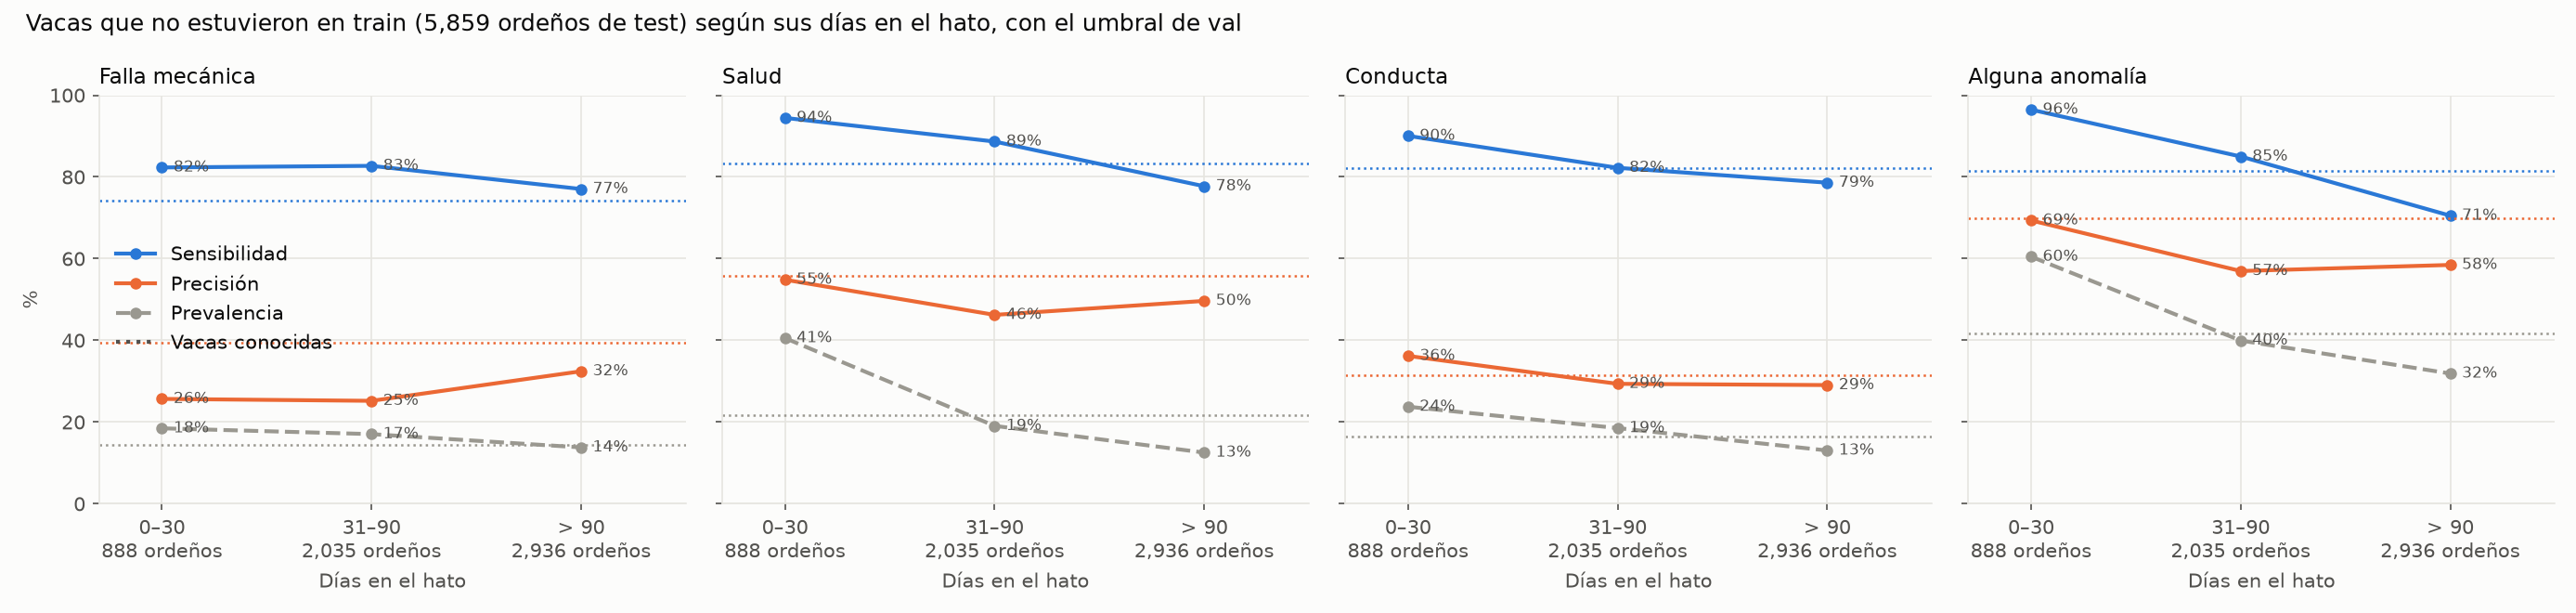 Vacas que no estuvieron en train (5,859 ordeños de test) según sus días en el hato, con el umbral de val
Falla mecánica
%
100
80
60
40
20
0
82%
83%
77%
Sensibilidad
Precisión
Prevalencia
Vacas conocidas
26%
25%
32%
18%
17%
14%
0–30
888 ordeños
31–90
2,035 ordeños
> 90
2,936 ordeños
Días en el hato
Salud
94%
89%
78%
55%
46%
50%
41%
19%
13%
0–30
888 ordeños
31–90
2,035 ordeños
> 90
2,936 ordeños
Días en el hato
Conducta
90%
82%
79%
36%
29%
29%
24%
19%
13%
0–30
888 ordeños
31–90
2,035 ordeños
> 90
2,936 ordeños
Días en el hato
Alguna anomalía
96%
85%
71%
69%
57%
58%
60%
40%
32%
0–30
888 ordeños
31–90
2,035 ordeños
> 90
2,936 ordeños
Días en el hato